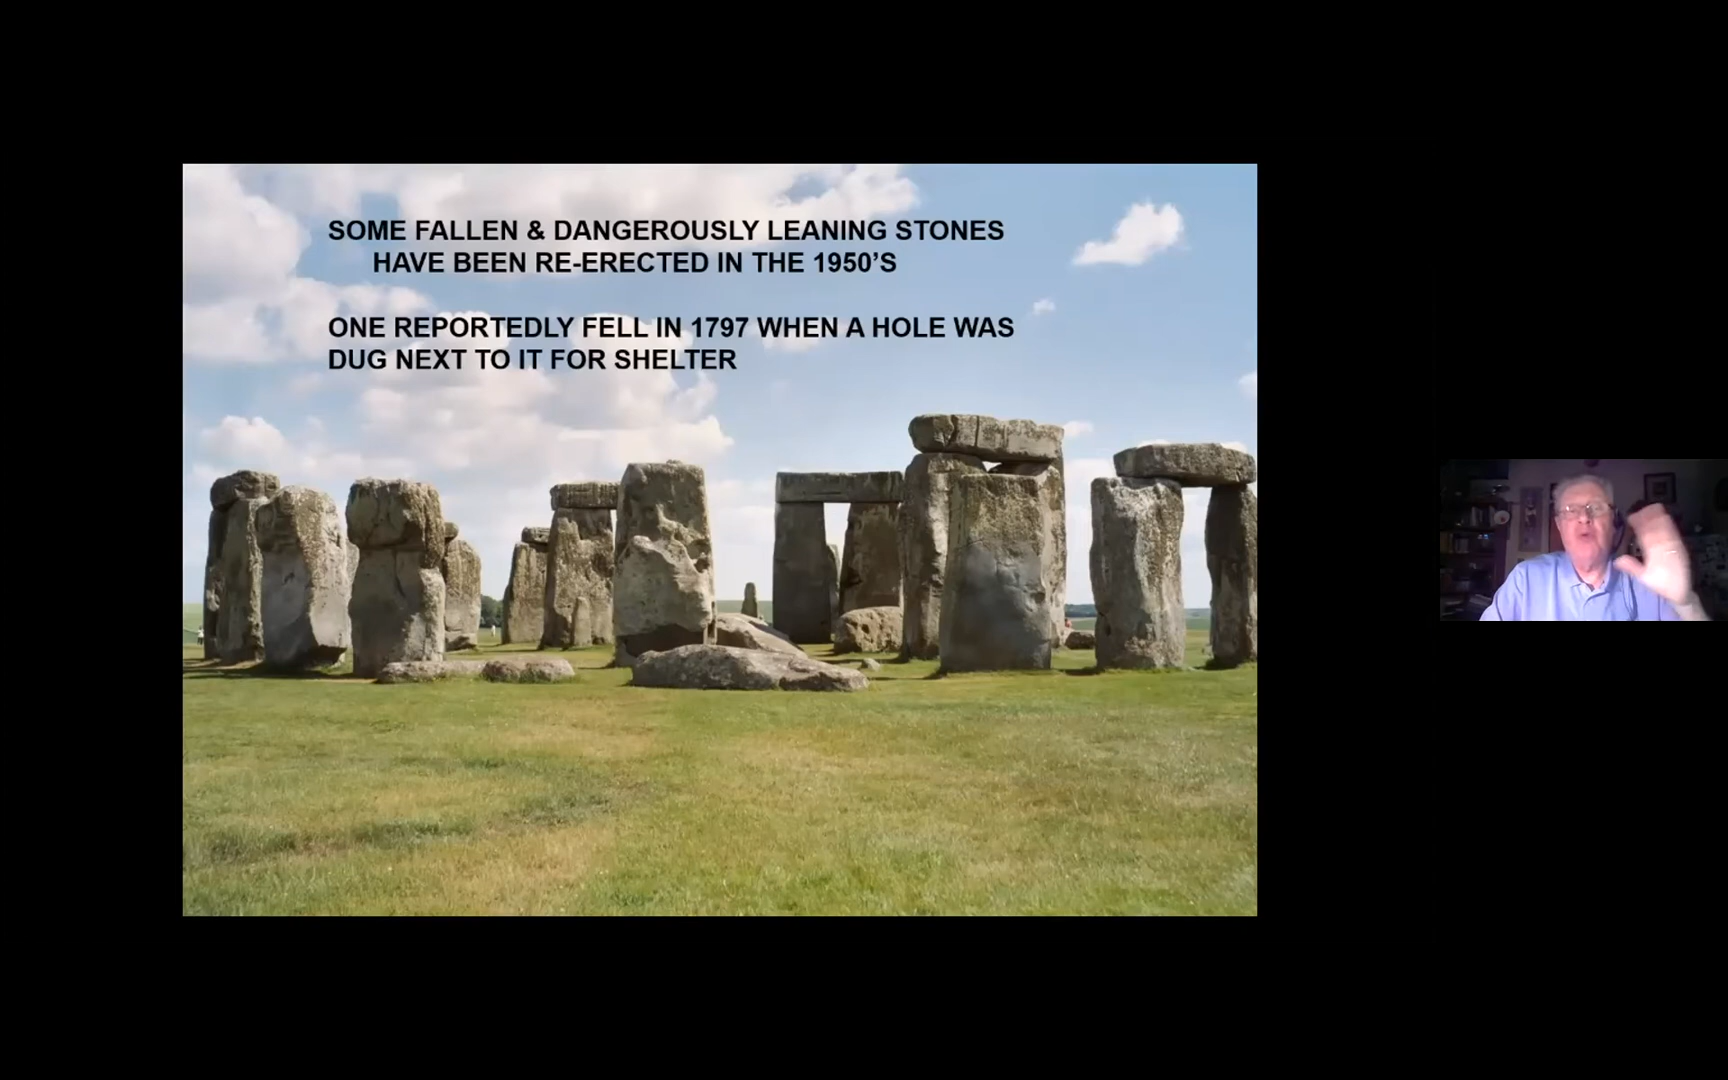 SOME FALLEN & DANGEROUSLY LEANING STONES
HAVE BEEN RE-ERECTED IN THE 1950’S
ONE REPORTEDLY FELL IN 1797 WHEN A HOLE WAS
DUG NEXT TO IT FOR SHELTER